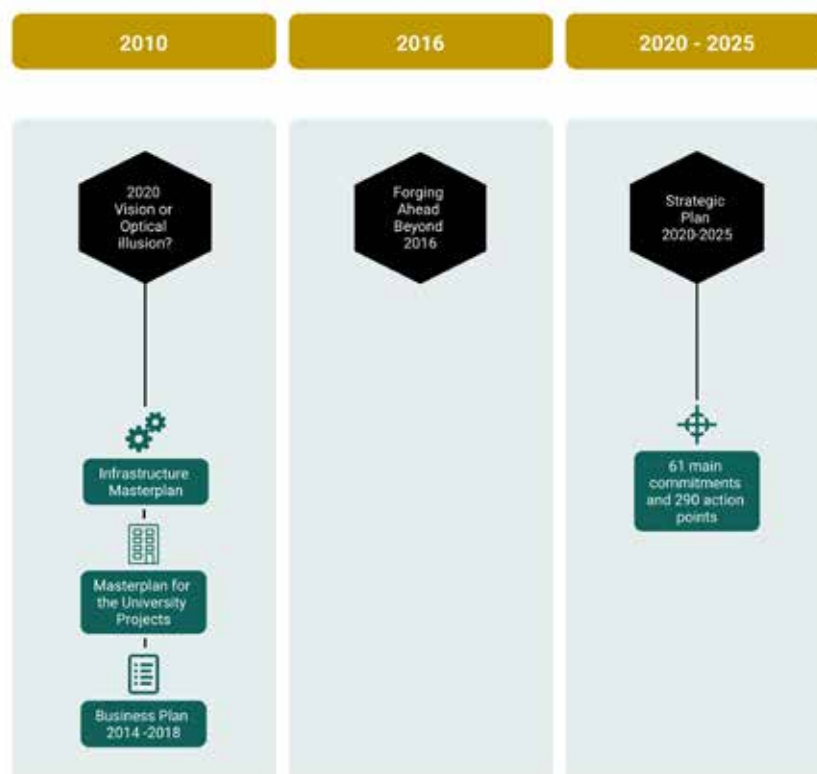 2010
2016
2020 - 2025
2020
Vision or
Optical
illusion?
Forging
Ahead
Beyond
2016
Strategic
Plan
2020-2025
Infrastructure
Masterplan
Masterplan for
the University
Projects
Business Plan
2014 -2018
61 main
commitments
and 290 action
points